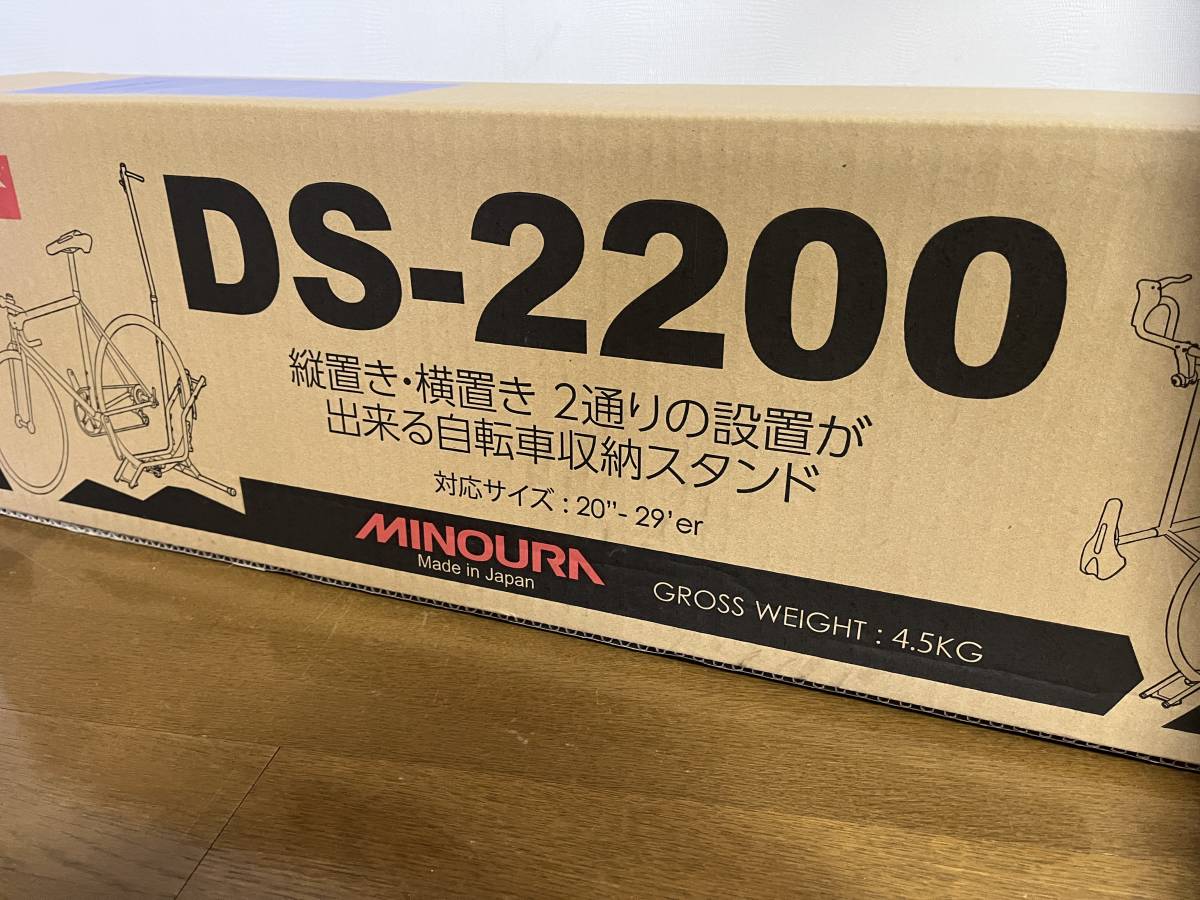 DS-2200
縦置き・横置き 2通りの設置が
出来る自転車収納スタンド
対応サイズ : 20"- 29'er
MINOURA
Made in Japan
GROSS WEIGHT : 4.5KG